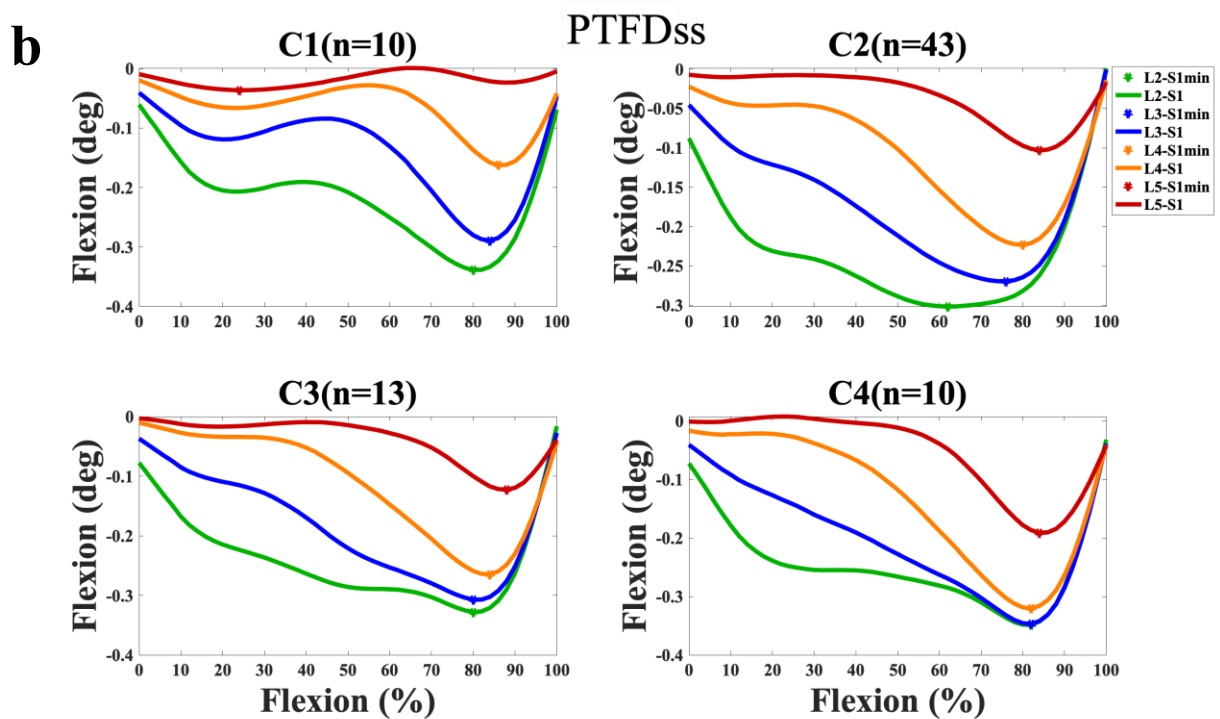 b
PTFDss
C1(n=10)
Flexion (deg)
0
-0.1
-0.2
-0.3
-0.4
0 10 20 30 40 50 60 70 80 90 100
C2(n=43)
Flexion (deg)
0
-0.05
-0.1
-0.15
-0.2
-0.25
-0.3
0 10 20 30 40 50 60 70 80 90 100
L2-S1min
L2-S1
L3-S1min
L3-S1
L4-S1min
L4-S1
L5-S1min
L5-S1
C3(n=13)
Flexion (deg)
0
-0.1
-0.2
-0.3
-0.4
0 10 20 30 40 50 60 70 80 90 100
Flexion (%)
C4(n=10)
Flexion (deg)
0
-0.1
-0.2
-0.3
-0.4
0 10 20 30 40 50 60 70 80 90 100
Flexion (%)